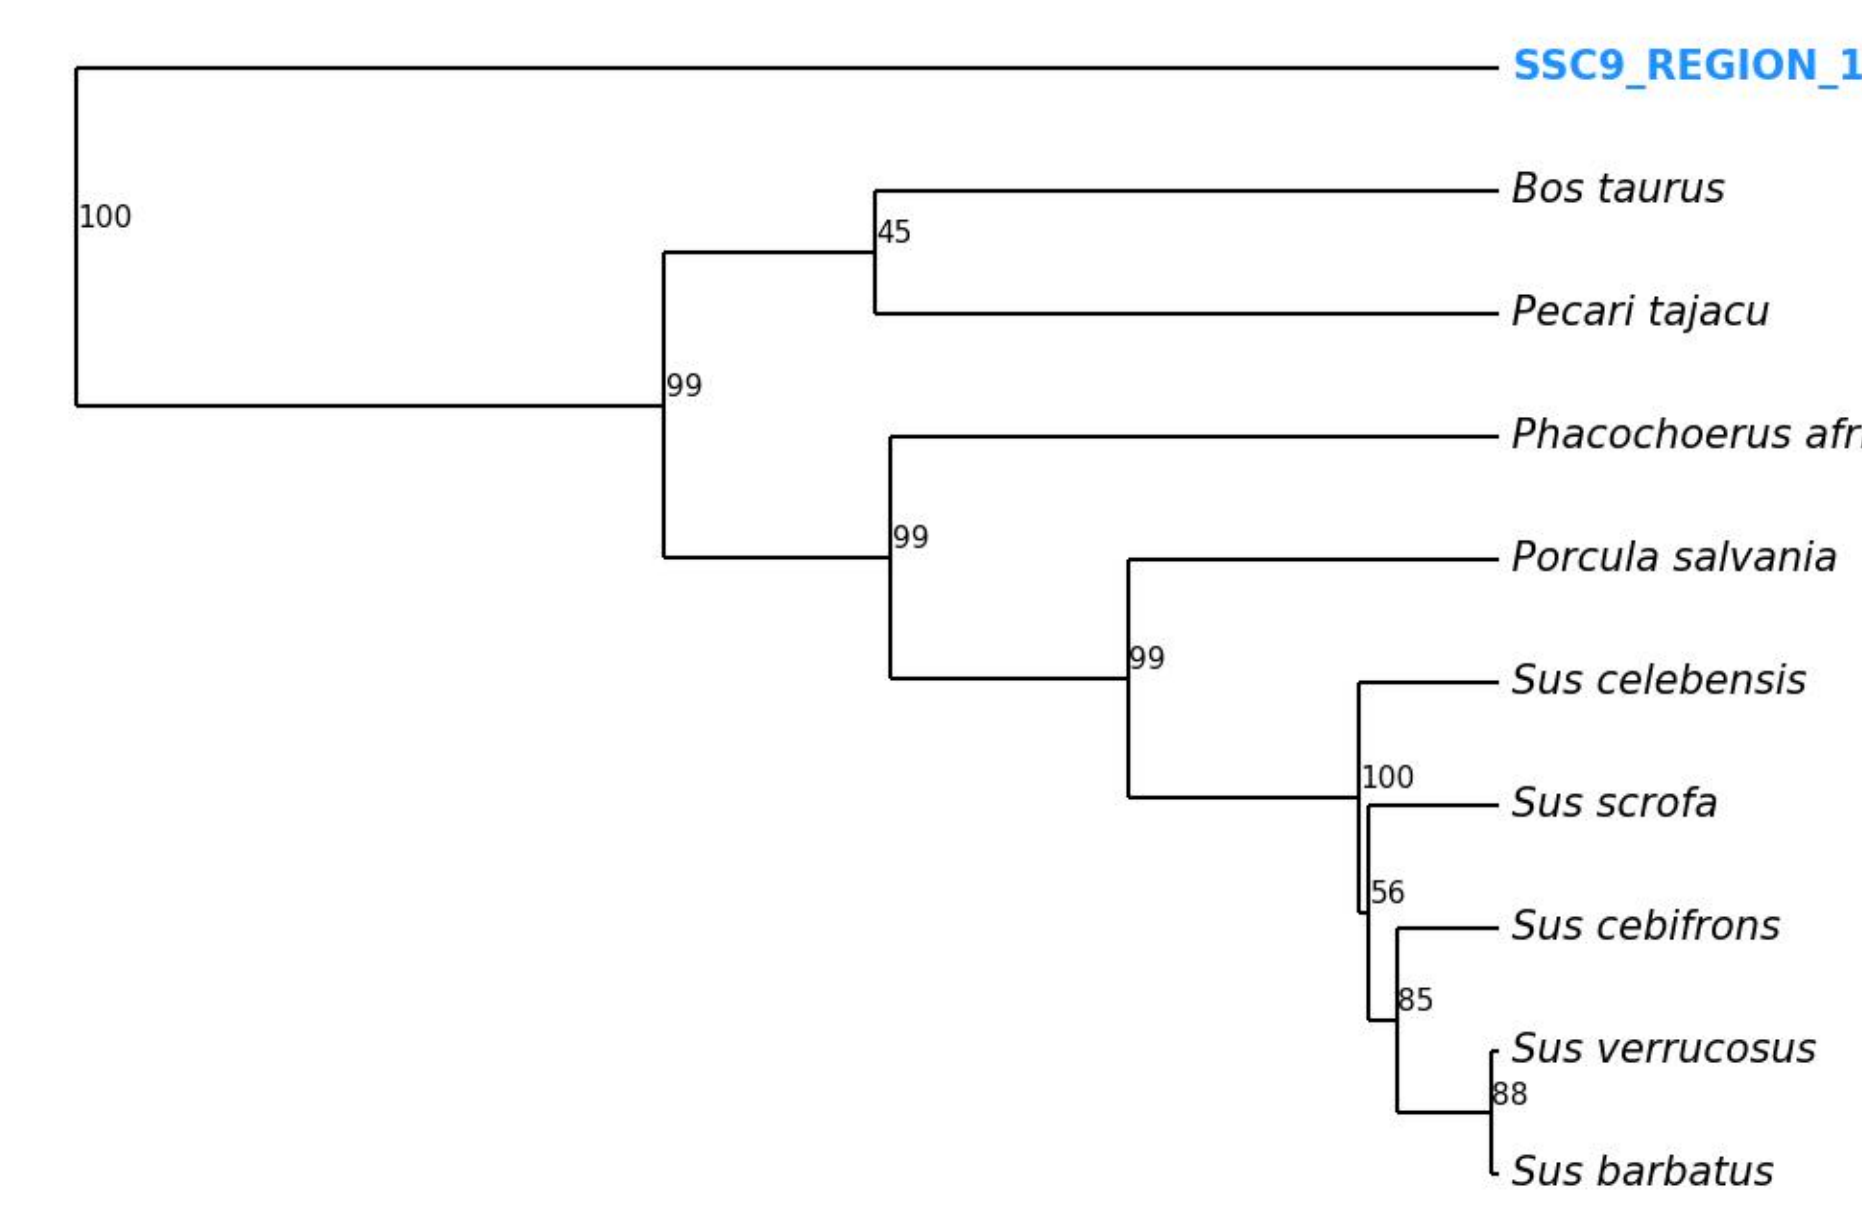 SSC9_REGION_1
100
Bos taurus
45
Pecari tajacu
99
Phacochoerus afri
99
Porcula salvania
99
Sus celebensis
100
Sus scrofa
56
Sus cebifrons
85
Sus verrucosus
88
Sus barbatus